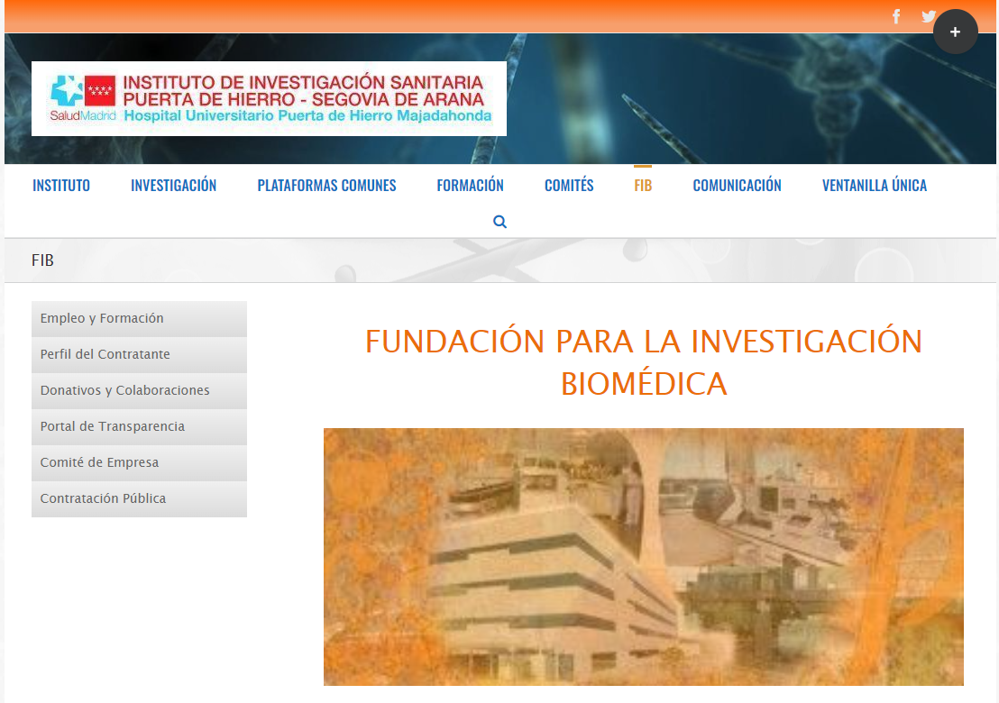 INSTITUTO DE INVESTIGACIÓN SANITARIA
PUERTA DE HIERRO - SEGOVIA DE ARANA
SaludMadrid Hospital Universitario Puerta de Hierro Majadahonda
INSTITUTO INVESTIGACIÓN PLATAFORMAS COMUNES FORMACIÓN COMITÉS FIB COMUNICACIÓN VENTANILLA ÚNICA
FIB
Empleo y Formación
Perfil del Contratante
Donativos y Colaboraciones
Portal de Transparencia
Comité de Empresa
Contratación Pública
FUNDACIÓN PARA LA INVESTIGACIÓN
BIOMÉDICA